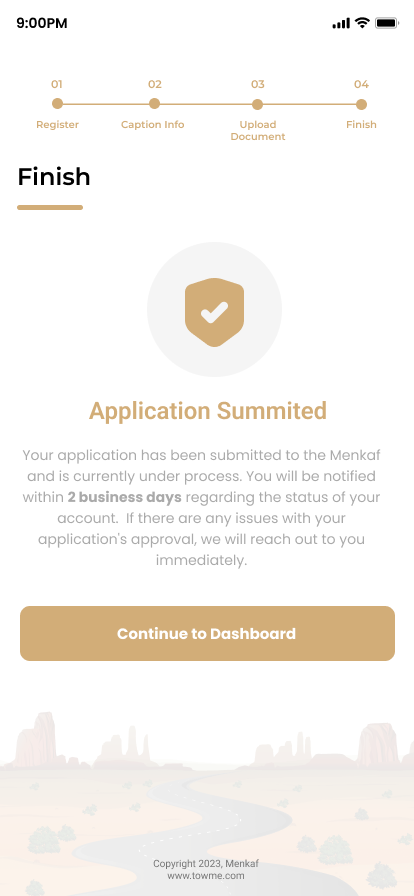 9:00PM
01 02 03 04
Register Caption Info Upload Finish
Document
Finish
Application Summited
Your application has been submitted to the Menkaf
and is currently under process. You will be notified
within 2 business days regarding the status of your
account. If there are any issues with your
application's approval, we will reach out to you
immediately.
Continue to Dashboard
Copyright 2023, Menkaf
www.towme.com